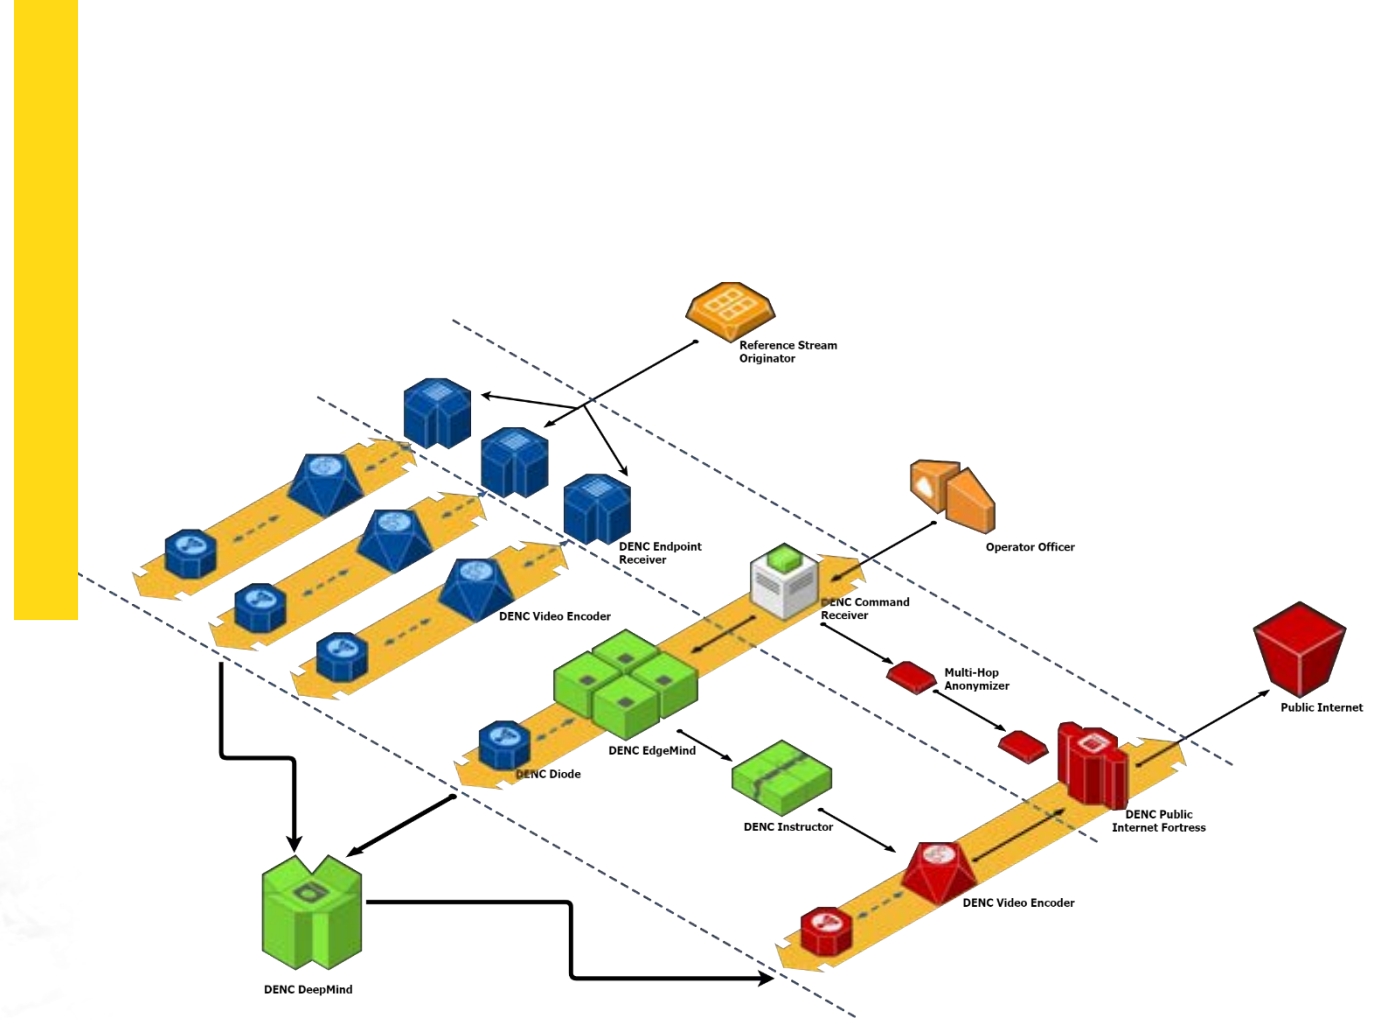 Reference Stream
Originator
DENC Endpoint
Receiver
Operator Officer
DENC Command
Receiver
DENC Video Encoder
Multi-Hop
Anonymizer
Public Internet
DENC EdgeMind
DENC Diode
DENC Instructor
DENC Public
Internet Fortress
DENC Video Encoder
DENC DeepMind